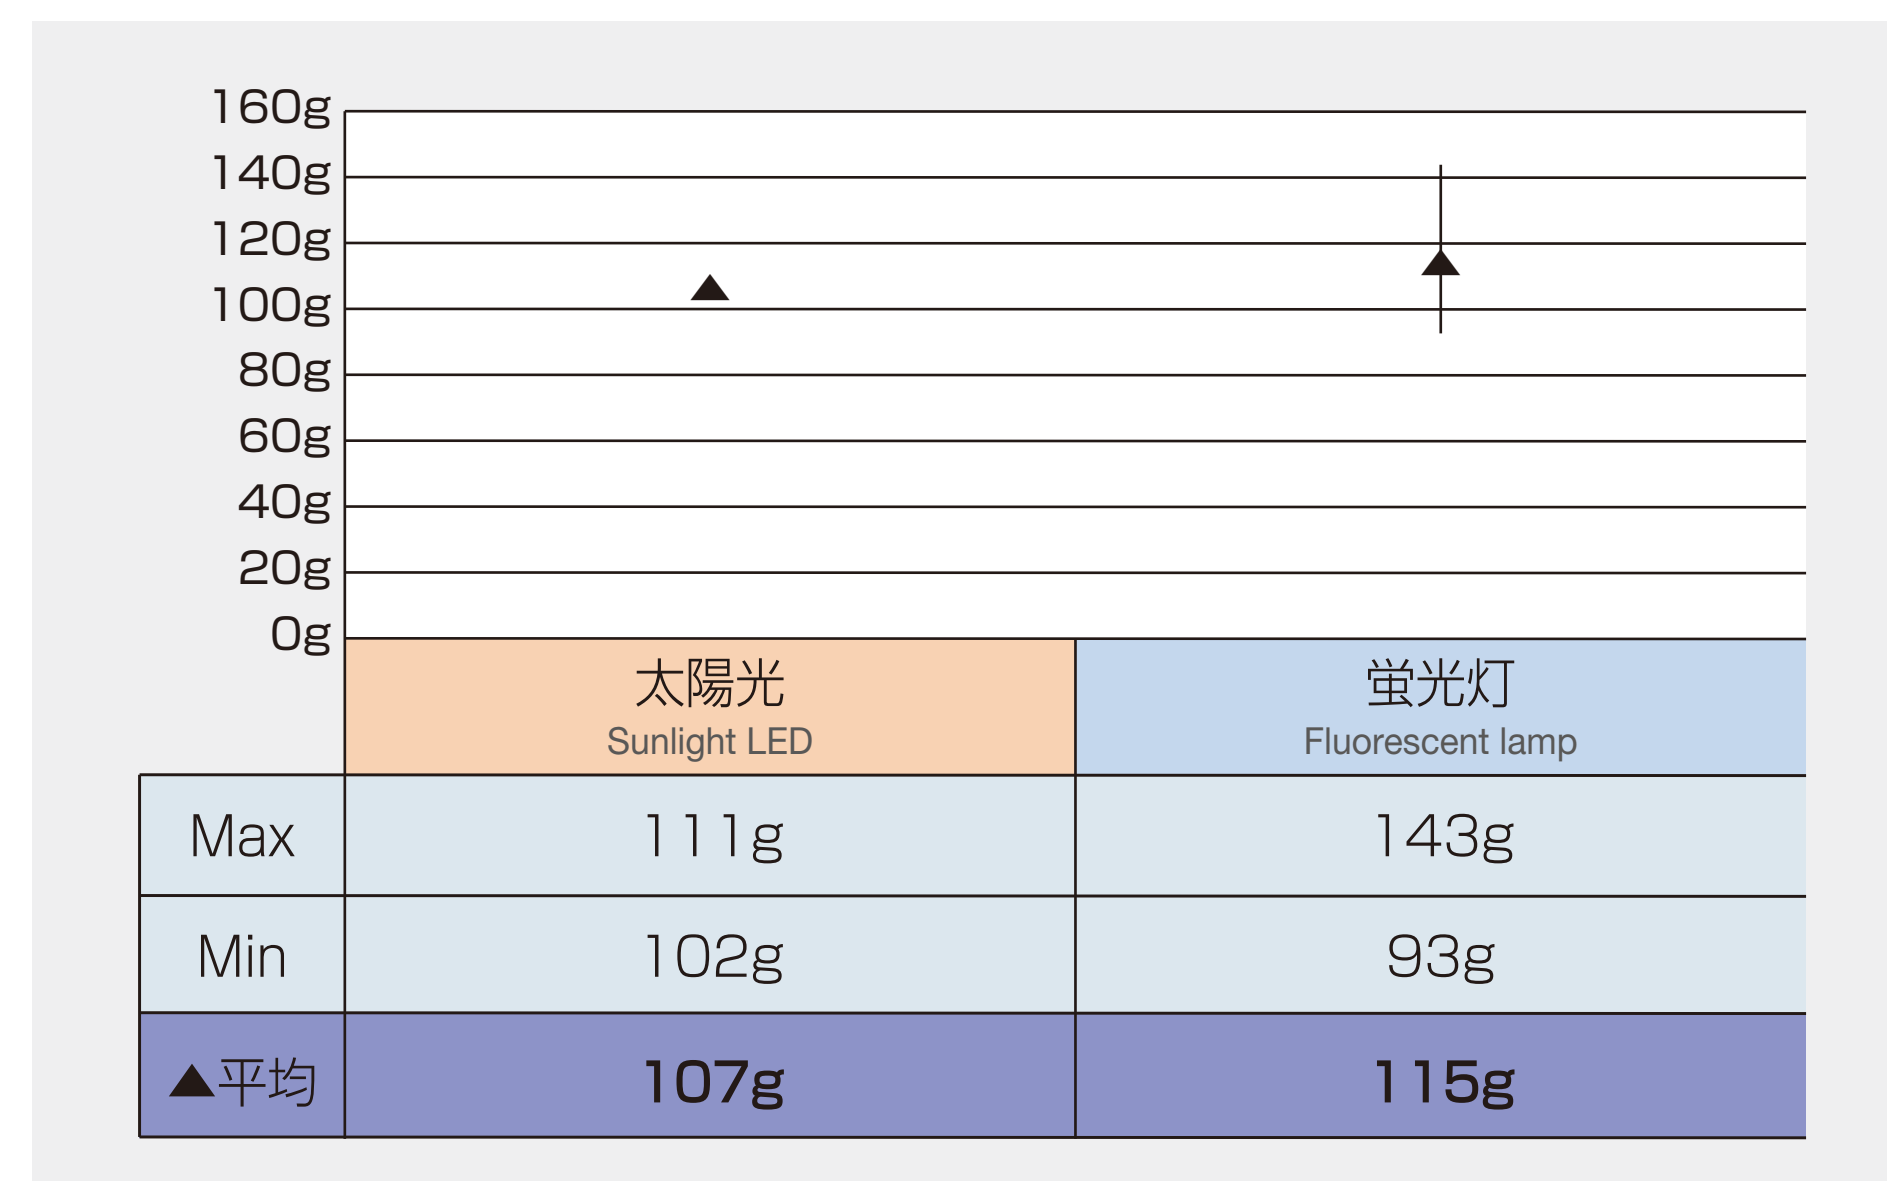 160g
140g
120g
100g
80g
60g
40g
20g
0g
太陽光 蛍光灯
Sunlight LED Fluorescent lamp
Max 111g 143g
Min 102g 93g
▲平均 107g 115g